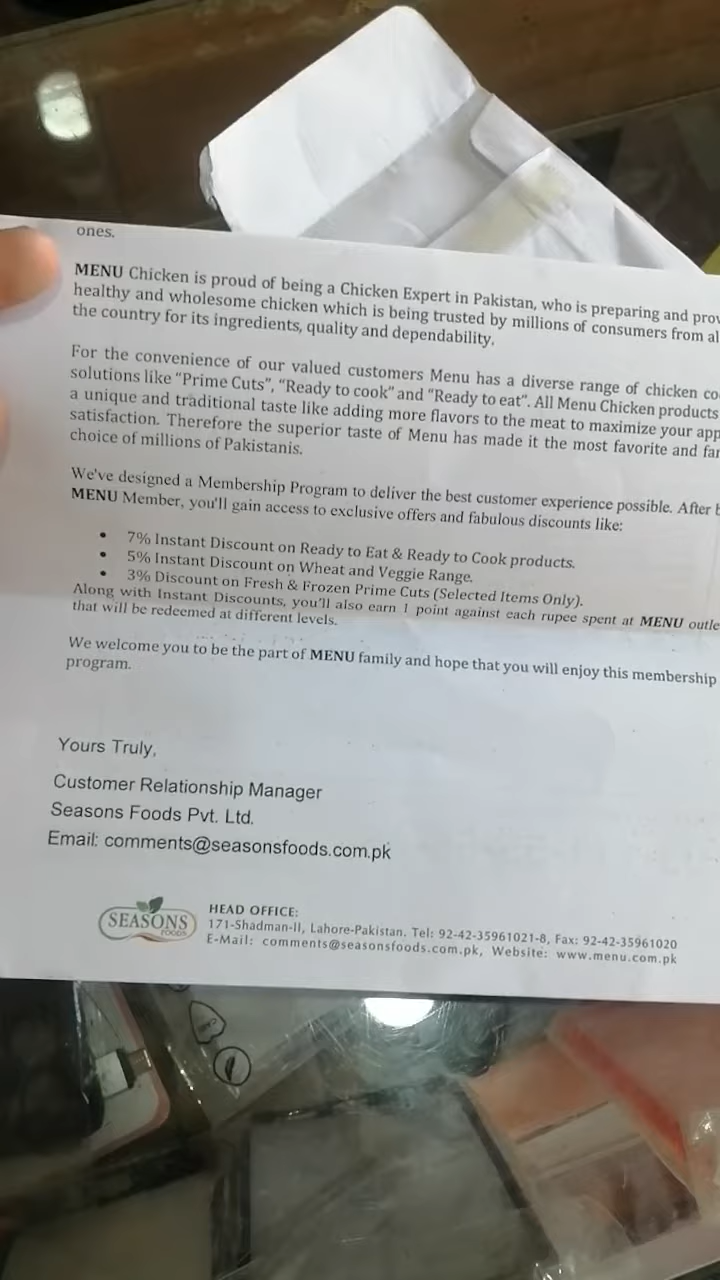 ones.
MENU Chicken is proud of being a Chicken Expert in Pakistan, who is preparing and
healthy and wholesome chicken which is being trusted by millions of consumers from
the country for its ingredients, quality and dependability.
For the convenience of our valued customers Menu has a diverse range of chicken
solutions like "Prime Cuts", "Ready to cook" and "Ready to eat". All Menu Chicken products
a unique and traditional taste like adding more flavors to the meat to maximize your
satisfaction. Therefore the superior taste of Menu has made it the most favorite and
choice of millions of Pakistanis.
We've designed a Membership Program to deliver the best customer experience possible. After
MENU Member, you'll gain access to exclusive offers and fabulous discounts like:
• 7% Instant Discount on Ready to Eat & Ready to Cook products.
• 5% Instant Discount on Wheat and Veggie Range.
• 3% Discount on Fresh & Frozen Prime Cuts (Selected Items Only).
Along with Instant Discounts, you'll also earn 1 point against each rupee spent at MENU
that will be redeemed at different levels.
We welcome you to be the part of MENU family and hope that you will enjoy this membership
program.
Yours Truly,
Customer Relationship Manager
Seasons Foods Pvt. Ltd.
Email: comments@seasonsfoods.com.pk
SEASONS
FOODS
HEAD OFFICE:
171-Shadman-II, Lahore-Pakistan. Tel: 92-42-35961021-8, Fax: 92-42-35961020
E-Mail: comments@seasonsfoods.com.pk, Website: www.menu.com.pk